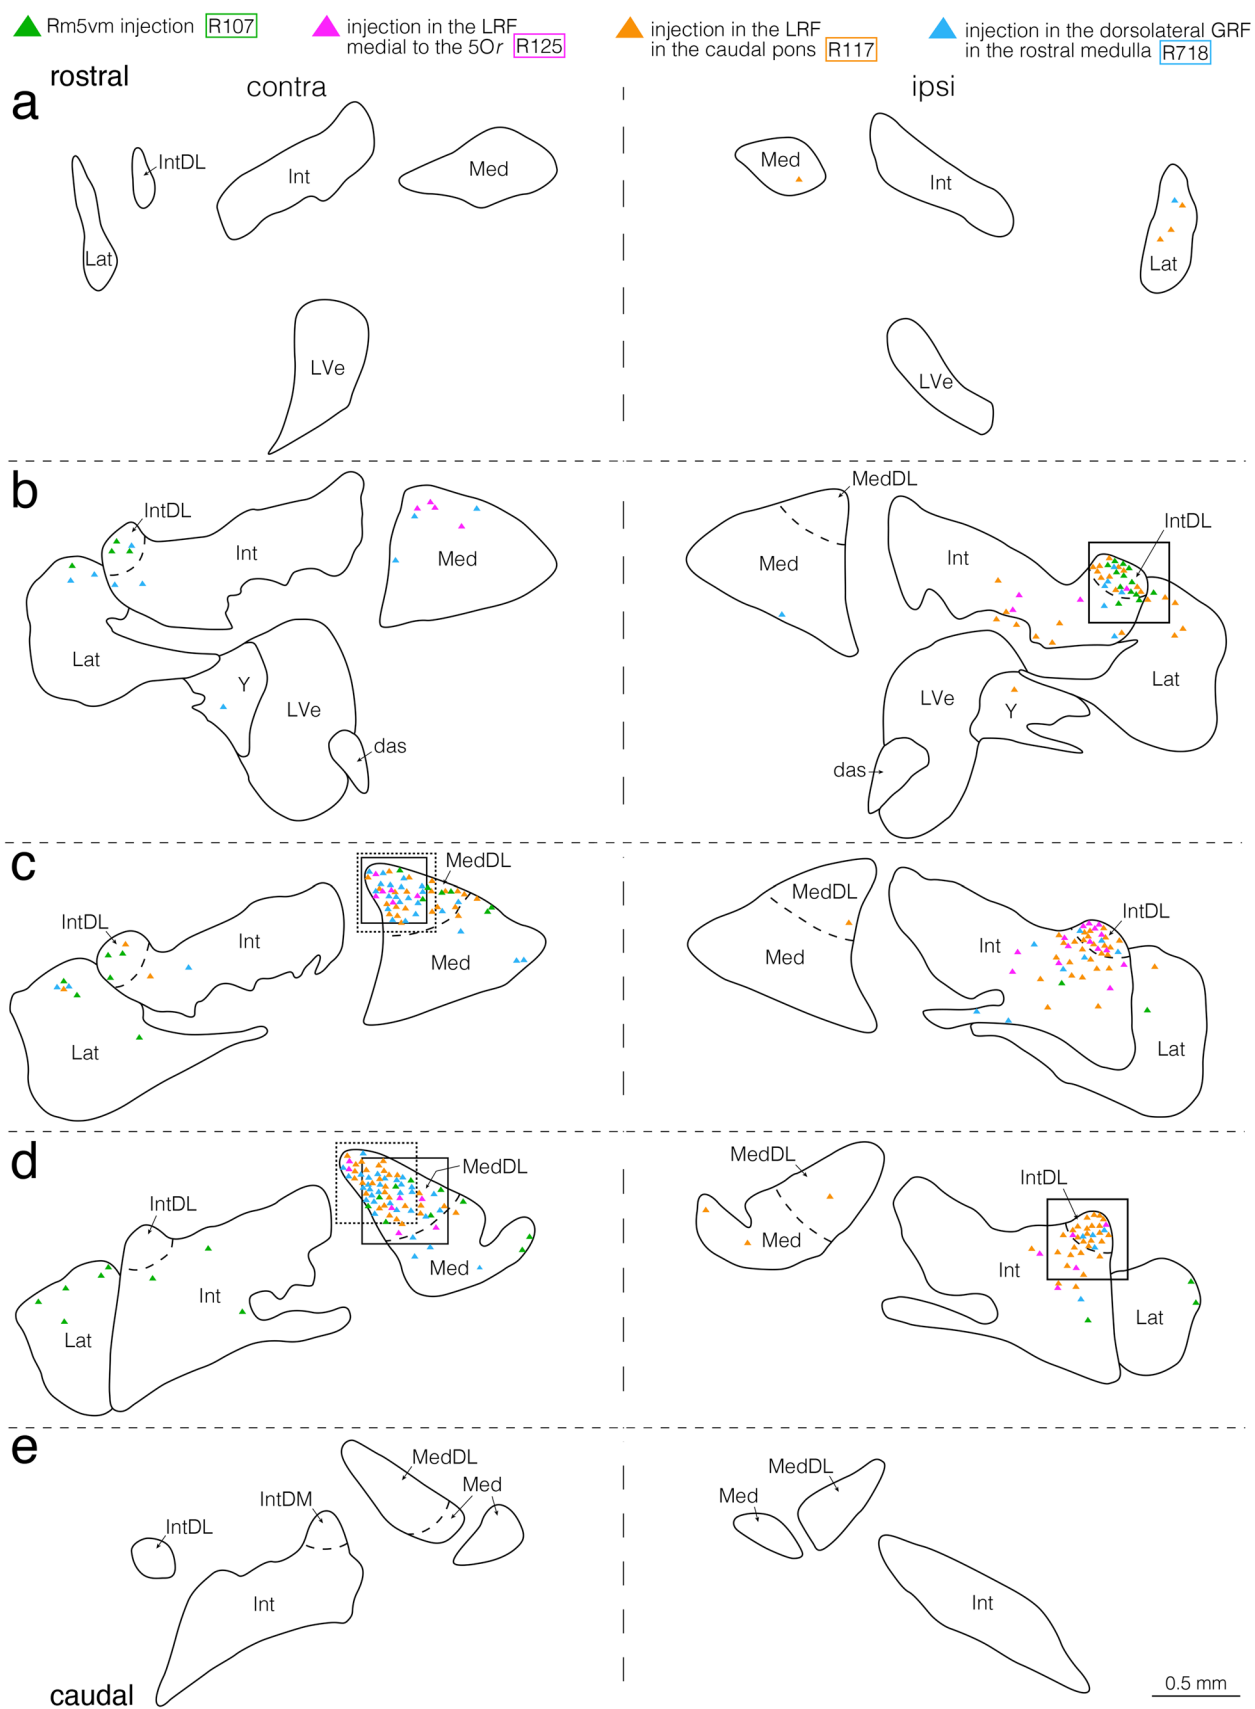 Rm5vm injection R107
injection in the LRF
medial to the 5Or R125
injection in the LRF
in the caudal pons R117
injection in the dorsolateral GRF
in the rostral medulla R718
rostral
contra
ipsi
a
IntDL
Int
Med
Lat
LVe
Med
Int
Lat
LVe
b
IntDL
Int
Med
Lat
Y
LVe
das
MedDL
Med
Int
IntDL
LVe
Y
Lat
das
c
MedDL
IntDL
Int
Med
Lat
MedDL
Med
Int
IntDL
Lat
d
MedDL
IntDL
Int
Med
Lat
MedDL
Med
IntDL
Int
Lat
e
MedDL
Med
IntDM
IntDL
Int
MedDL
Med
Int
caudal
0.5 mm